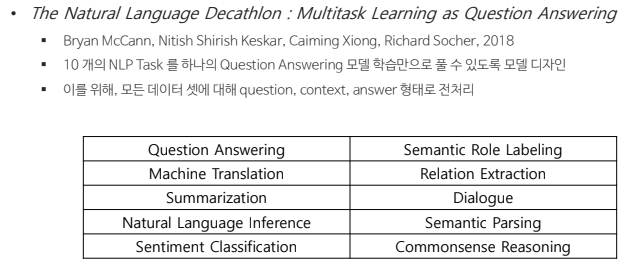 • The Natural Language Decathlon : Multitask Learning as Question Answering
▪ Bryan McCann, Nitish Shirish Keskar, Caiming Xiong, Richard Socher, 2018
▪ 10 개의 NLP Task 를 하나의 Question Answering 모델 학습만으로 풀 수 있도록 모델 디자인
▪ 이를 위해, 모든 데이터 셋에 대해 question, context, answer 형태로 전처리
Question Answering Semantic Role Labeling
Machine Translation Relation Extraction
Summarization Dialogue
Natural Language Inference Semantic Parsing
Sentiment Classification Commonsense Reasoning